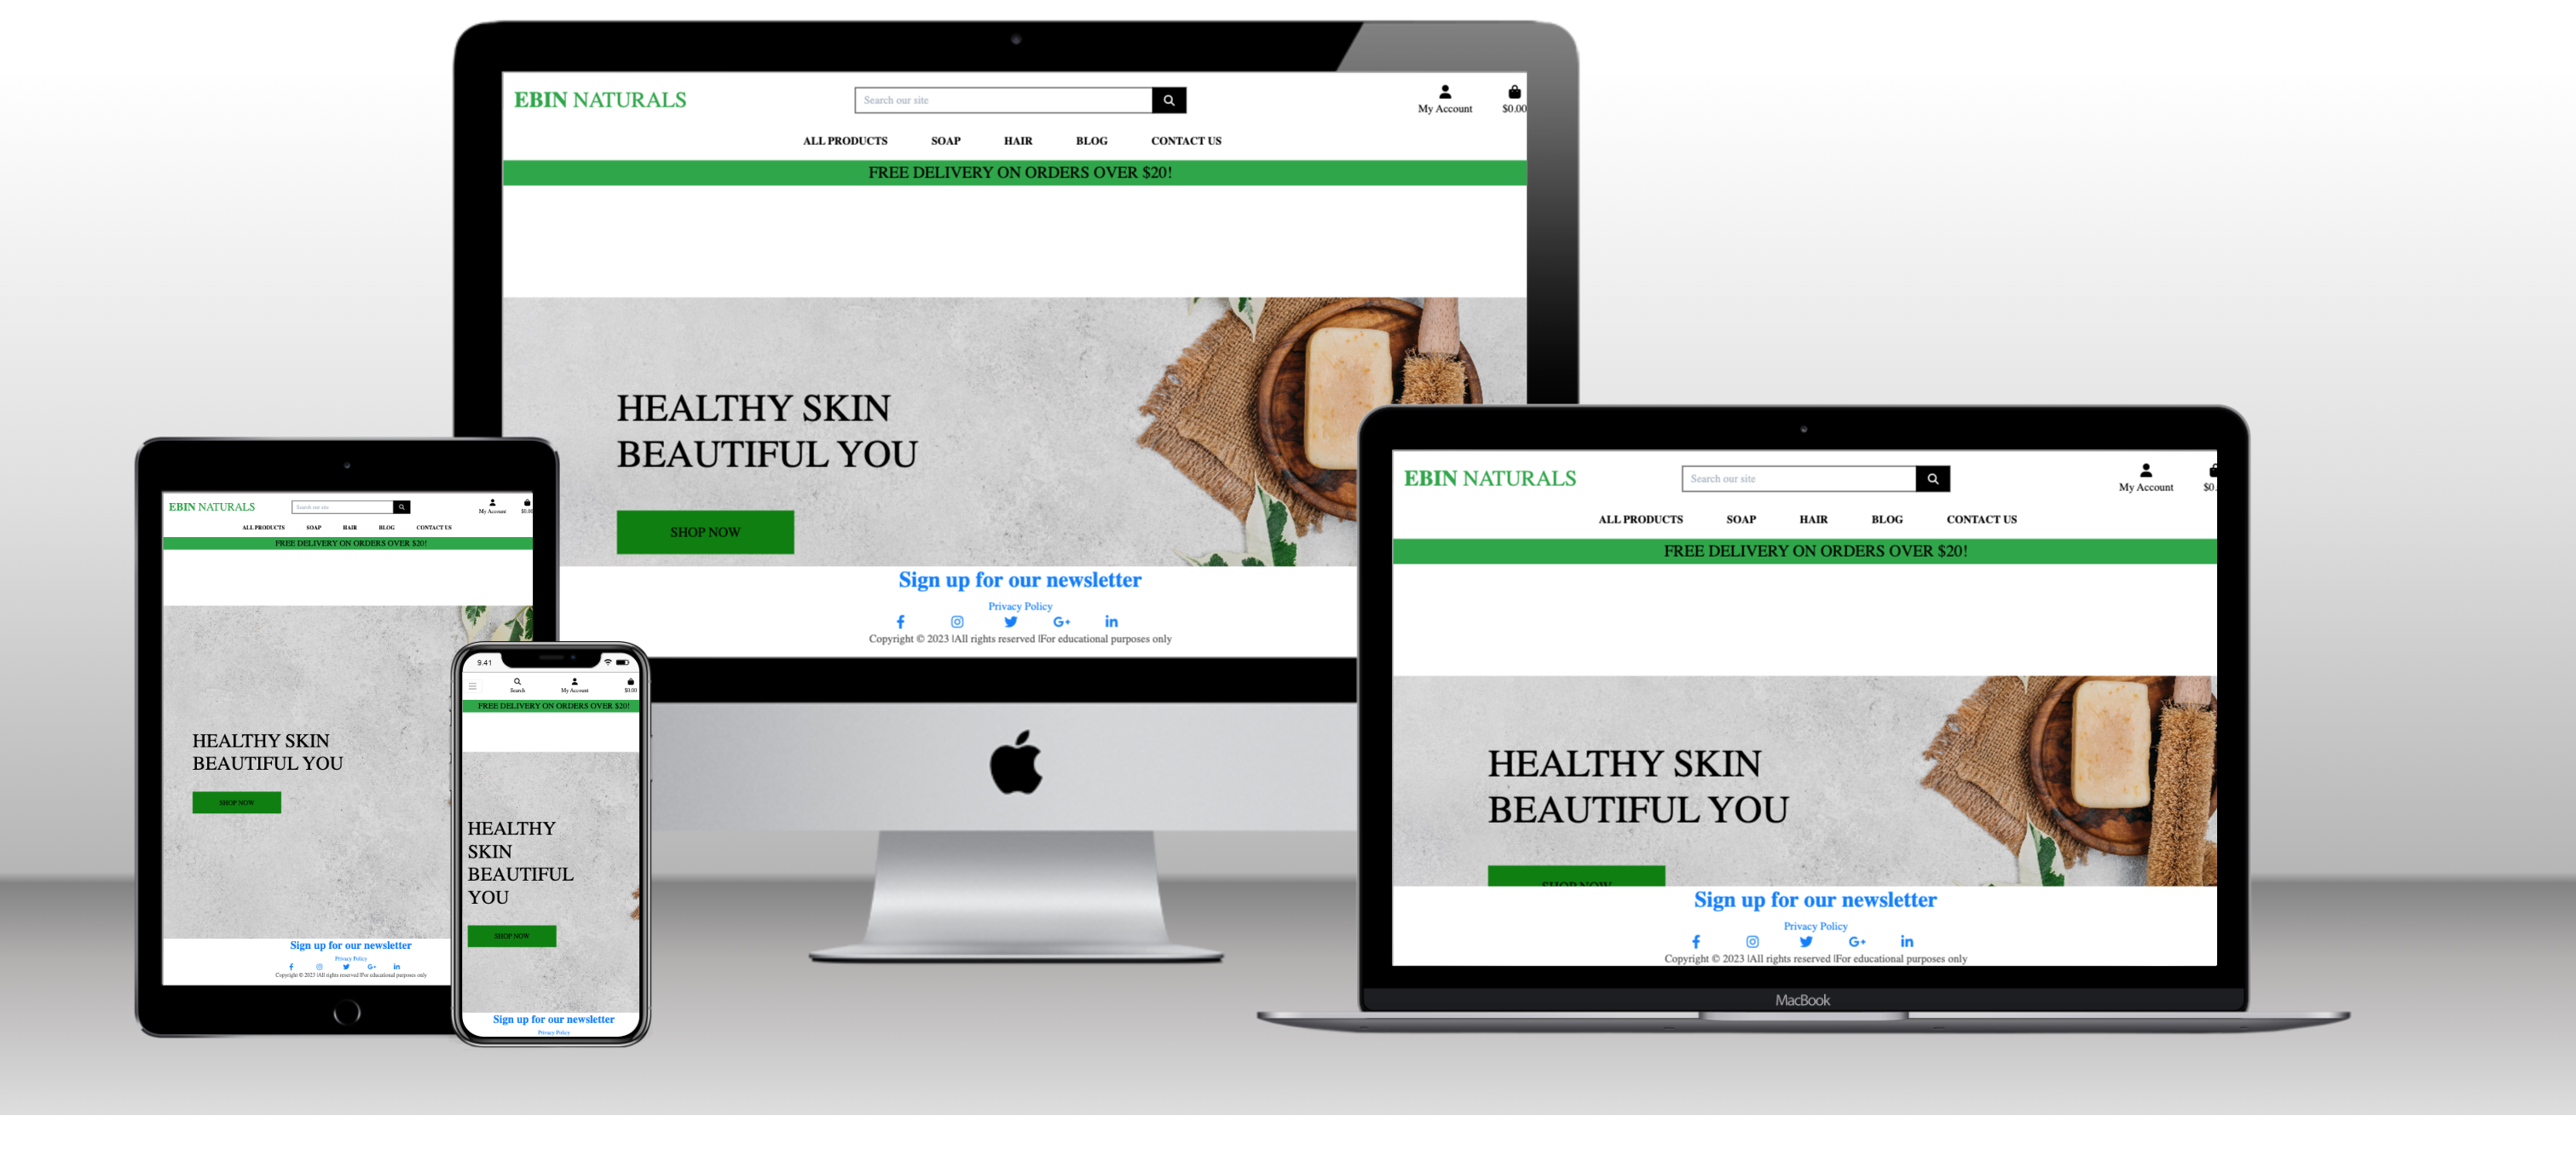 EBIN NATURALS
Search our site
My Account
$0.00
ALL PRODUCTS SOAP HAIR BLOG CONTACT US
FREE DELIVERY ON ORDERS OVER $20!
HEALTHY SKIN
BEAUTIFUL YOU
SHOP NOW
Sign up for our newsletter
Privacy Policy
Copyright © 2023 |All rights reserved |For educational purposes only
EBIN NATURALS
Search our site
My Account
$0.00
ALL PRODUCTS SOAP HAIR BLOG CONTACT US
FREE DELIVERY ON ORDERS OVER $20!
HEALTHY SKIN
BEAUTIFUL YOU
SHOP NOW
Sign up for our newsletter
Privacy Policy
Copyright © 2023 |All rights reserved |For educational purposes only
9.41
Search
My Account
$0.00
FREE DELIVERY ON ORDERS OVER $20!
HEALTHY
SKIN
BEAUTIFUL
YOU
SHOP NOW
Sign up for our newsletter
Privacy Policy
EBIN NATURALS
Search our site
My Account
$0.
ALL PRODUCTS SOAP HAIR BLOG CONTACT US
FREE DELIVERY ON ORDERS OVER $20!
HEALTHY SKIN
BEAUTIFUL YOU
SHOP NOW
Sign up for our newsletter
Privacy Policy
Copyright © 2023 |All rights reserved |For educational purposes only
MacBook